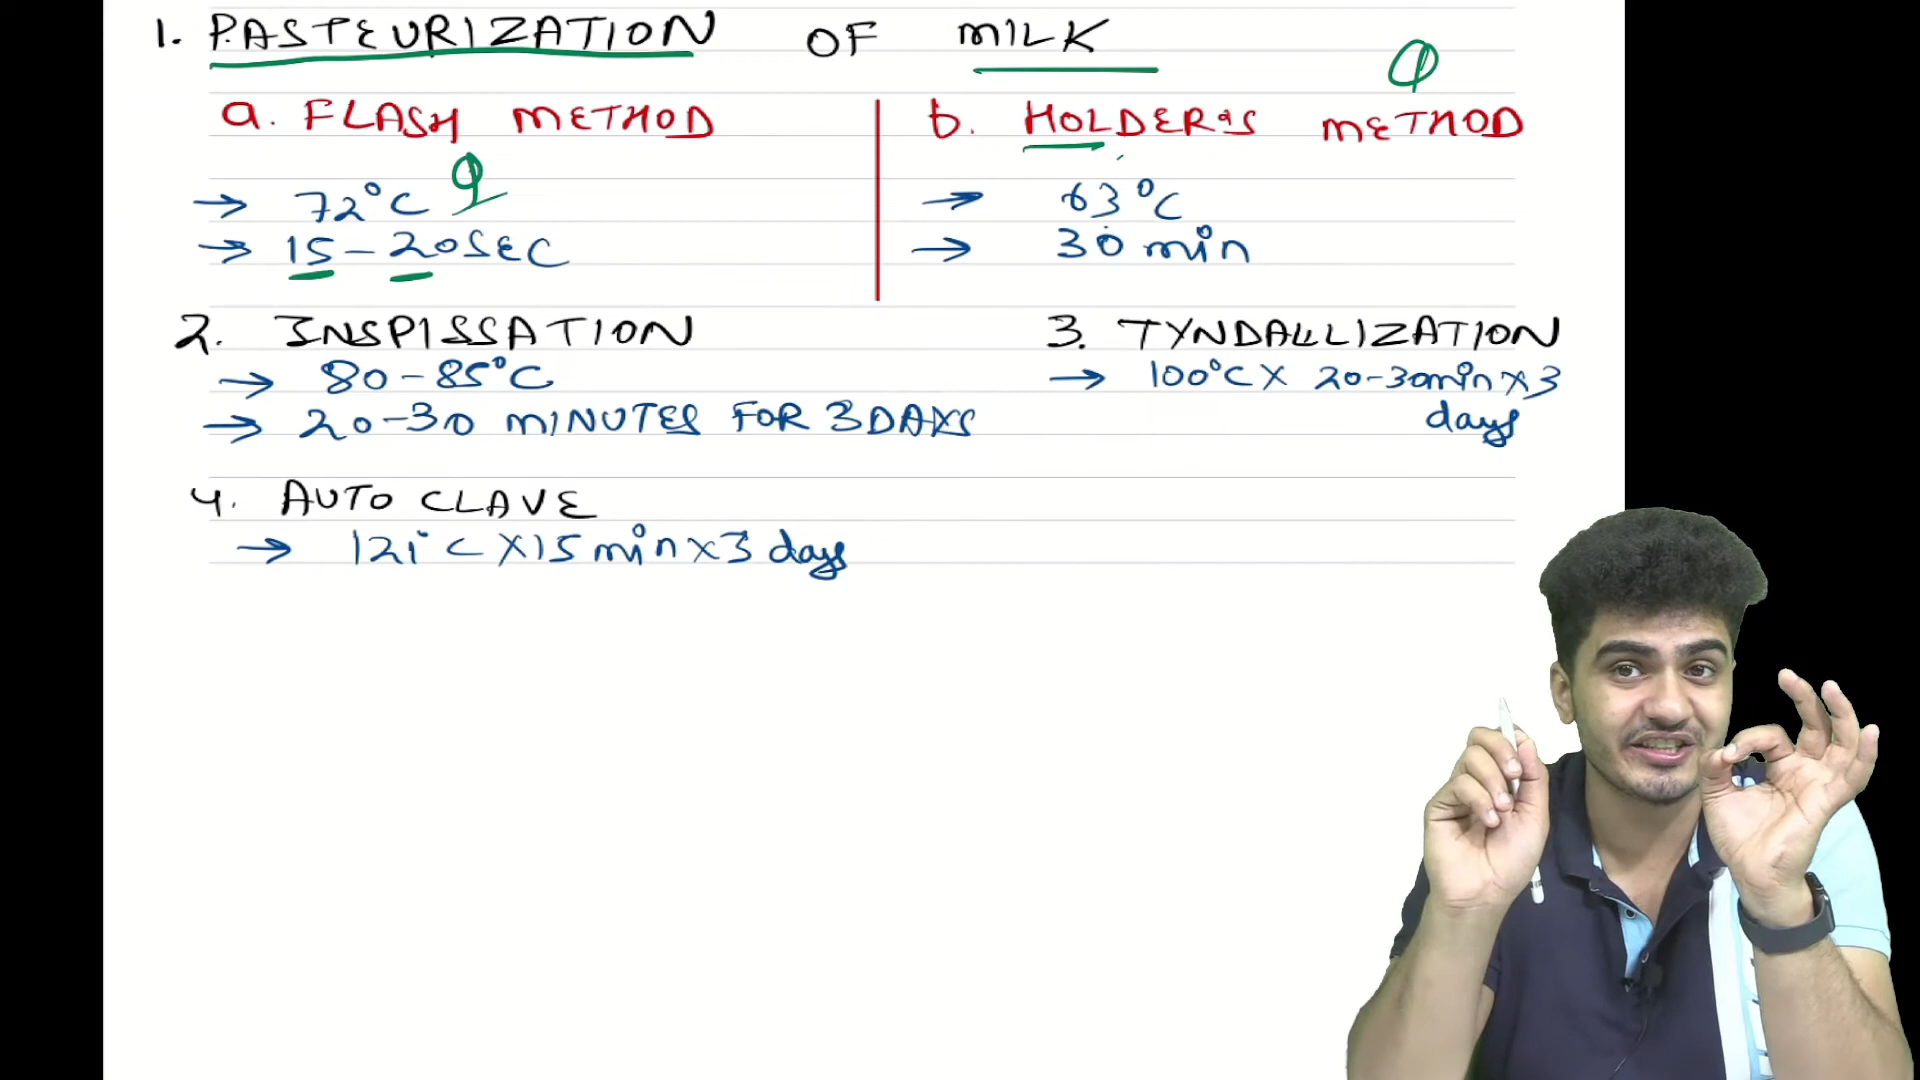 1. PASTEURIZATION OF MILK
a. FLASH METHOD
→ 72°C
→ 15-20SEC
b. HOLDER'S METHOD
→ 63°C
→ 30 min
2. INSPISSATION
→ 80-85°C
→ 20-30 MINUTES FOR 3 DAYS
3. TYNDALLIZATION
→ 100°C X 20-30min x 3
days
4. AUTO CLAVE
→ 121°C X 15 min x 3 days